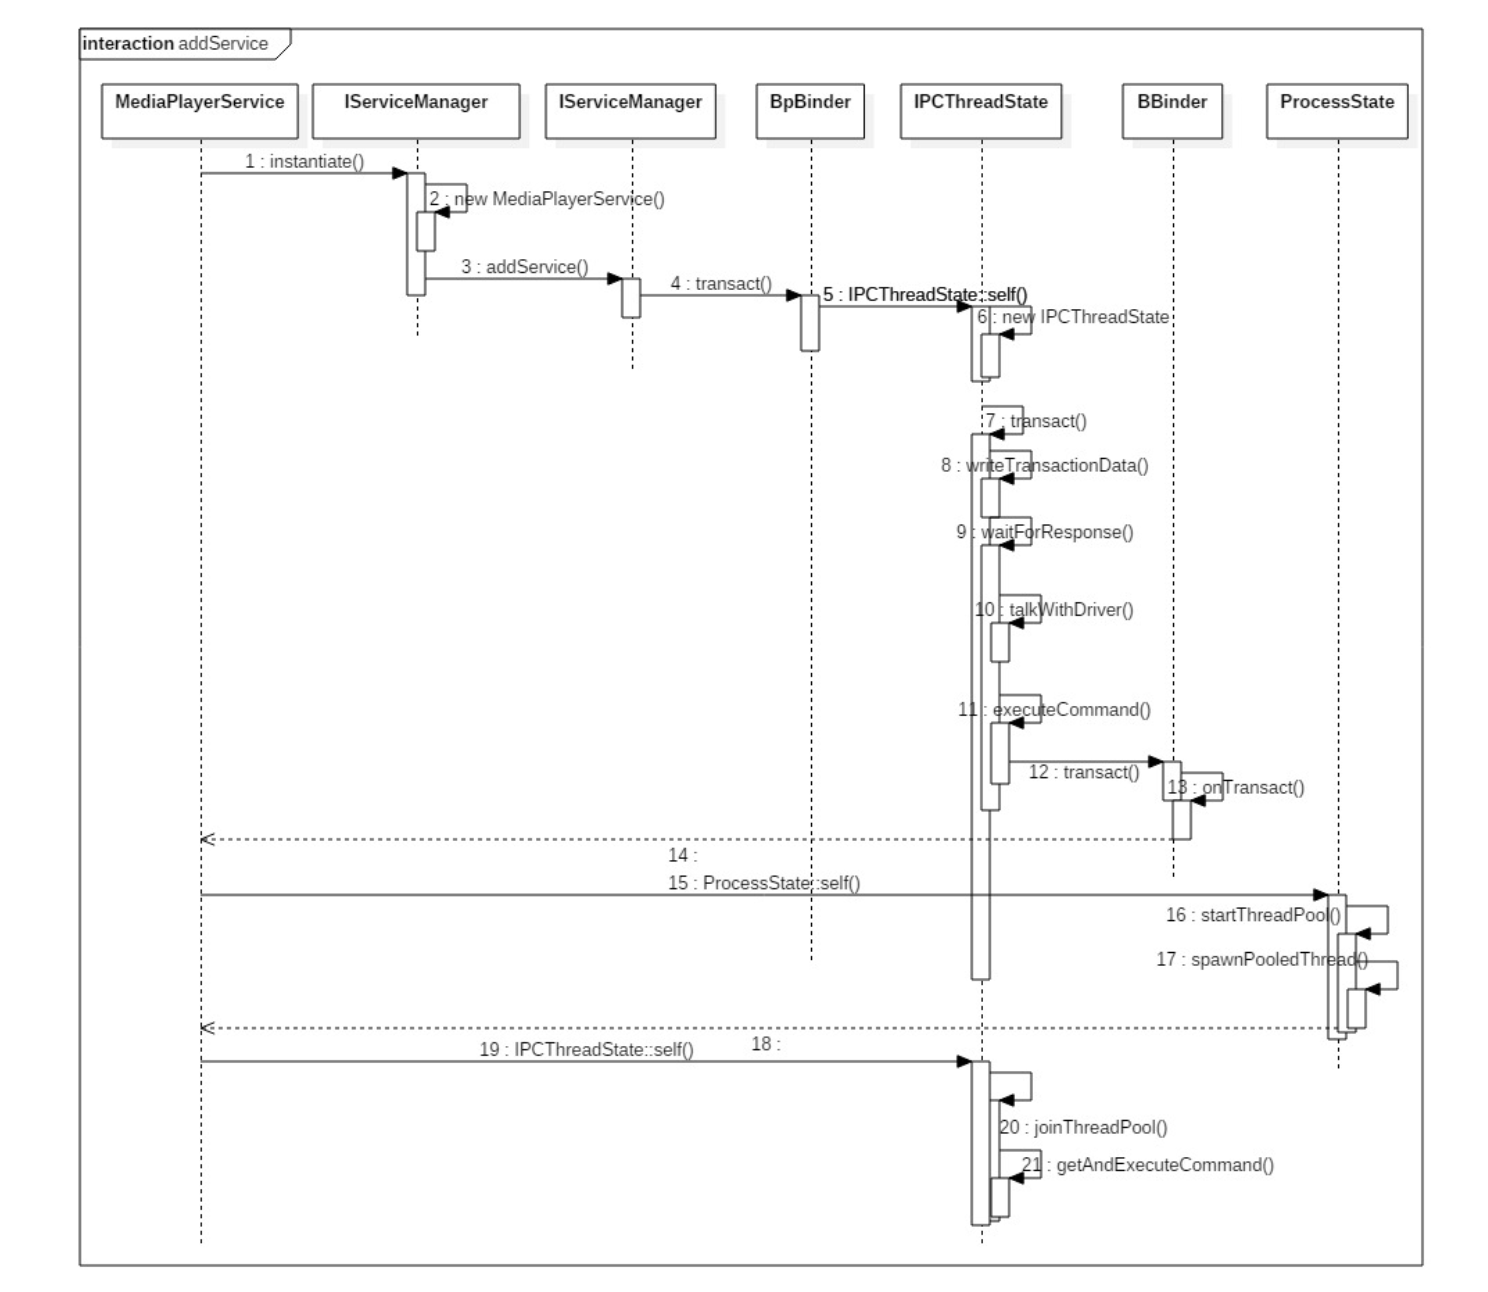 interaction addService
MediaPlayerService
IServiceManager
IServiceManager
BpBinder
IPCThreadState
BBinder
ProcessState
1 : instantiate()
2 : new MediaPlayerService()
3 : addService()
4 : transact()
5 : IPCThreadState::self()
6 : new IPCThreadState
7 : transact()
8 : writeTransactionData()
9 : waitForResponse()
10 : talkWithDriver()
11 : executeCommand()
12 : transact()
13 : onTransact()
14 :
15 : ProcessState::self()
16 : startThreadPool()
17 : spawnPooledThread()
18 :
19 : IPCThreadState::self()
20 : joinThreadPool()
21 : getAndExecuteCommand()